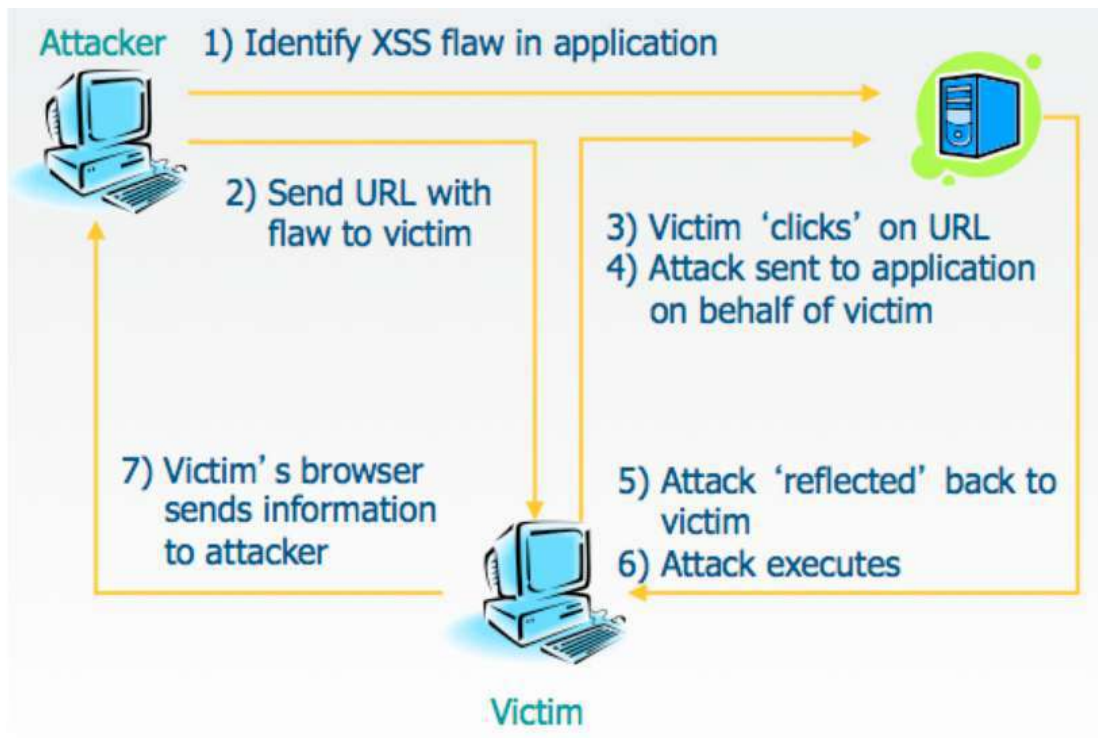 Attacker
1) Identify XSS flaw in application
2) Send URL with
flaw to victim
3) Victim ‘clicks’ on URL
4) Attack sent to application
on behalf of victim
7) Victim’s browser
sends information
to attacker
5) Attack ‘reflected’ back to
victim
6) Attack executes
Victim